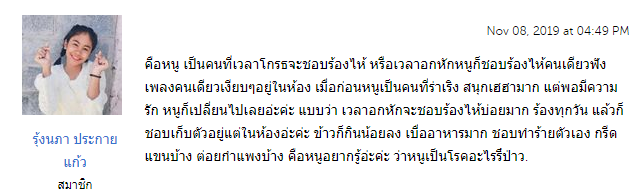 Nov 08, 2019 at 04:49 PM
คือหนู เป็นคนที่เวลาโกรธจะชอบร้องไห้ หรือเวลาอกหักหนูก็ชอบร้องไห้คนเดียวฟัง
เพลงคนเดียวเงียบๆอยู่ในห้อง เมื่อก่อนหนูเป็นคนที่ร่าเริง สนุกเฮฮามาก แต่พอมีความ
รัก หนูก็เปลี่ยนไปเลยอ่ะค่ะ แบบว่า เวลาอกหักจะชอบร้องไห้บ่อยมาก ร้องทุกวัน แล้วก็
ชอบเก็บตัวอยู่แต่ในห้องอ่ะค่ะ ข้าวก็กินน้อยลง เบื่ออาหารมาก ชอบทำร้ายตัวเอง กรีด
แขนบ้าง ต่อยกำแพงบ้าง คือหนูอยากรู้อ่ะค่ะ ว่าหนูเป็นโรคอะไรรึ่ป่าว.
รุ้งนภา ประกาย
แก้ว
สมาชิก